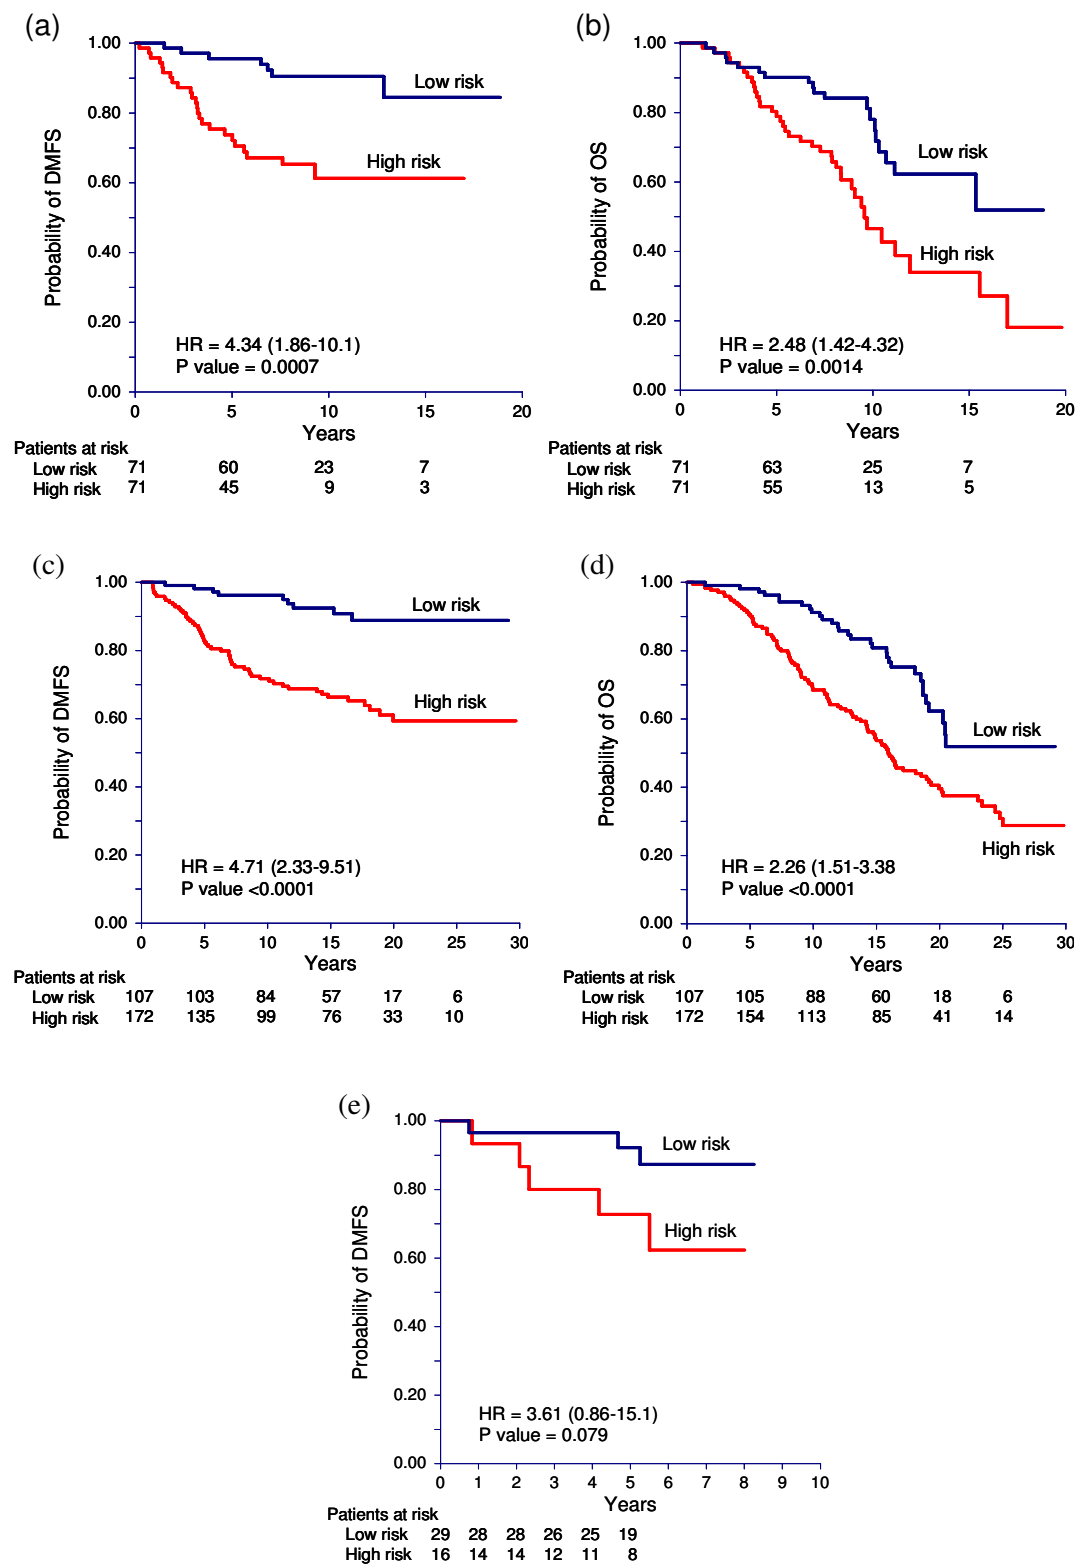 (a)
1.00
0.80
0.60
0.40
0.20
0.00
Probability of DMFS
Low risk
High risk
HR = 4.34 (1.86-10.1)
P value = 0.0007
0 5 10 15 20
Years
Patients at risk
Low risk 71 60 23 7
High risk 71 45 9 3
(b)
1.00
0.80
0.60
0.40
0.20
0.00
Probability of OS
Low risk
High risk
HR = 2.48 (1.42-4.32)
P value = 0.0014
0 5 10 15 20
Years
Patients at risk
Low risk 71 63 25 7
High risk 71 55 13 5
(c)
1.00
0.80
0.60
0.40
0.20
0.00
Probability of DMFS
Low risk
High risk
HR = 4.71 (2.33-9.51)
P value <0.0001
0 5 10 15 20 25 30
Years
Patients at risk
Low risk 107 103 84 57 17 6
High risk 172 135 99 76 33 10
(d)
1.00
0.80
0.60
0.40
0.20
0.00
Probability of OS
Low risk
High risk
HR = 2.26 (1.51-3.38
P value <0.0001
0 5 10 15 20 25 30
Years
Patients at risk
Low risk 107 105 88 60 18 6
High risk 172 154 113 85 41 14
(e)
1.00
0.80
0.60
0.40
0.20
0.00
Probability of DMFS
Low risk
High risk
HR = 3.61 (0.86-15.1)
P value = 0.079
0 1 2 3 4 5 6 7 8 9 10
Years
Patients at risk
Low risk 29 28 28 26 25 19
High risk 16 14 14 12 11 8